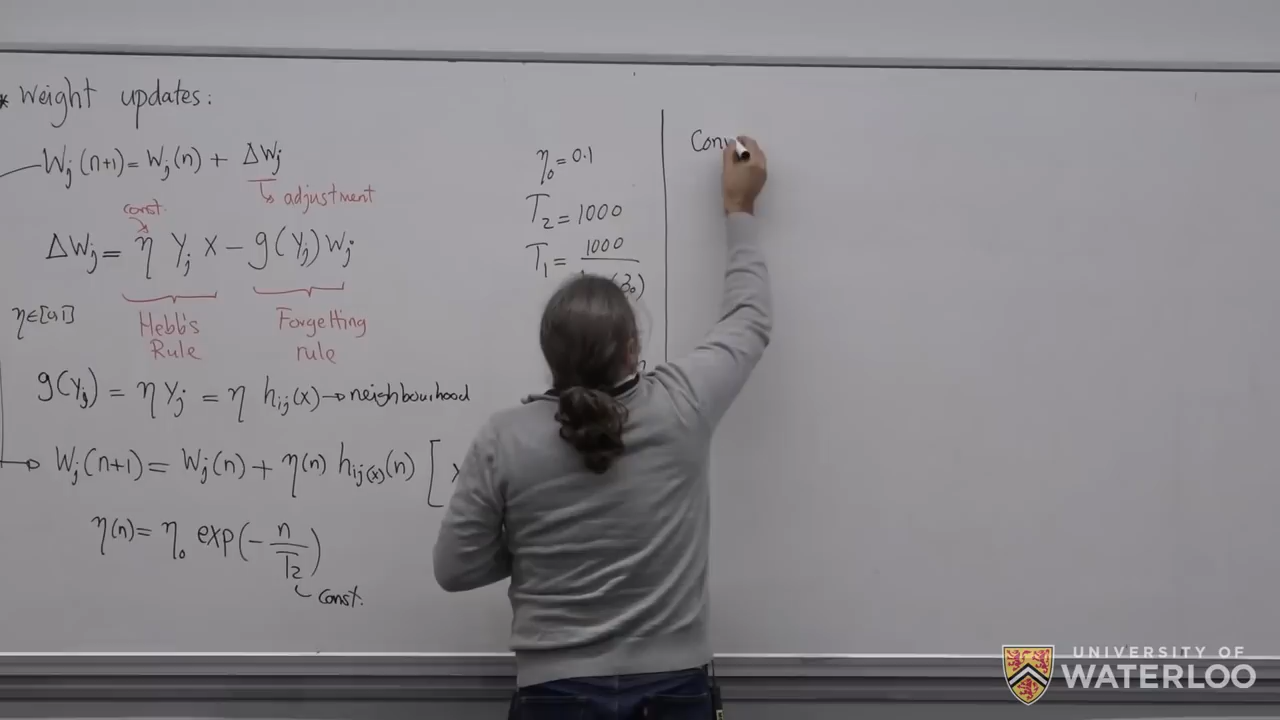 * Weight updates:
Wj(n+1) = Wj(n) + ΔWj
↳ adjustment
const.
ΔWj = η Yj X − g(Yj) Wj
η∈[0,1]
Hebb's Rule
Forgetting rule
g(Yj) = η Yj = η hij(x) → neighbourhood
Wj(n+1) = Wj(n) + η(n) hij(x)(n) [
η(n) = η₀ exp(− n / T₂)
const.
η₀ = 0.1
T₂ = 1000
T₁ = 1000
Con
UNIVERSITY OF
WATERLOO